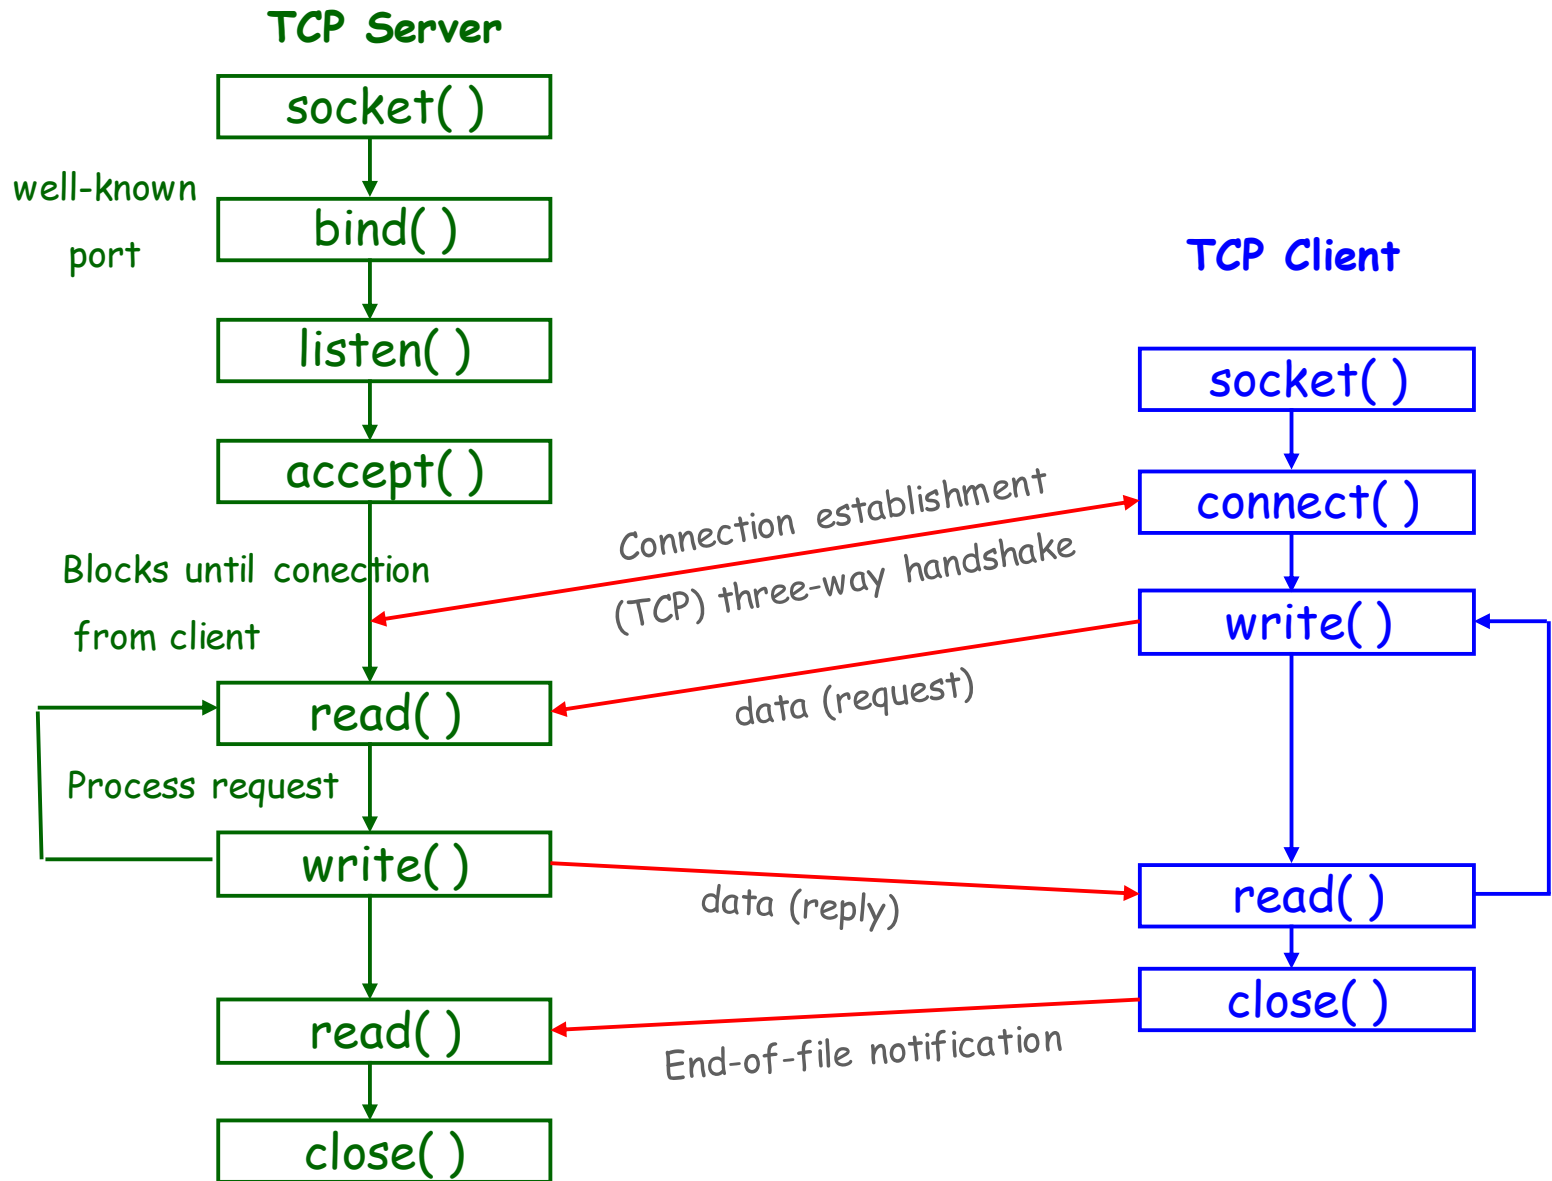 TCP Server
socket( )
well-known
port
bind( )
listen( )
accept( )
Blocks until conection
from client
read( )
Process request
write( )
read( )
close( )
Connection establishment
(TCP) three-way handshake
data (request)
data (reply)
End-of-file notification
TCP Client
socket( )
connect( )
write( )
read( )
close( )